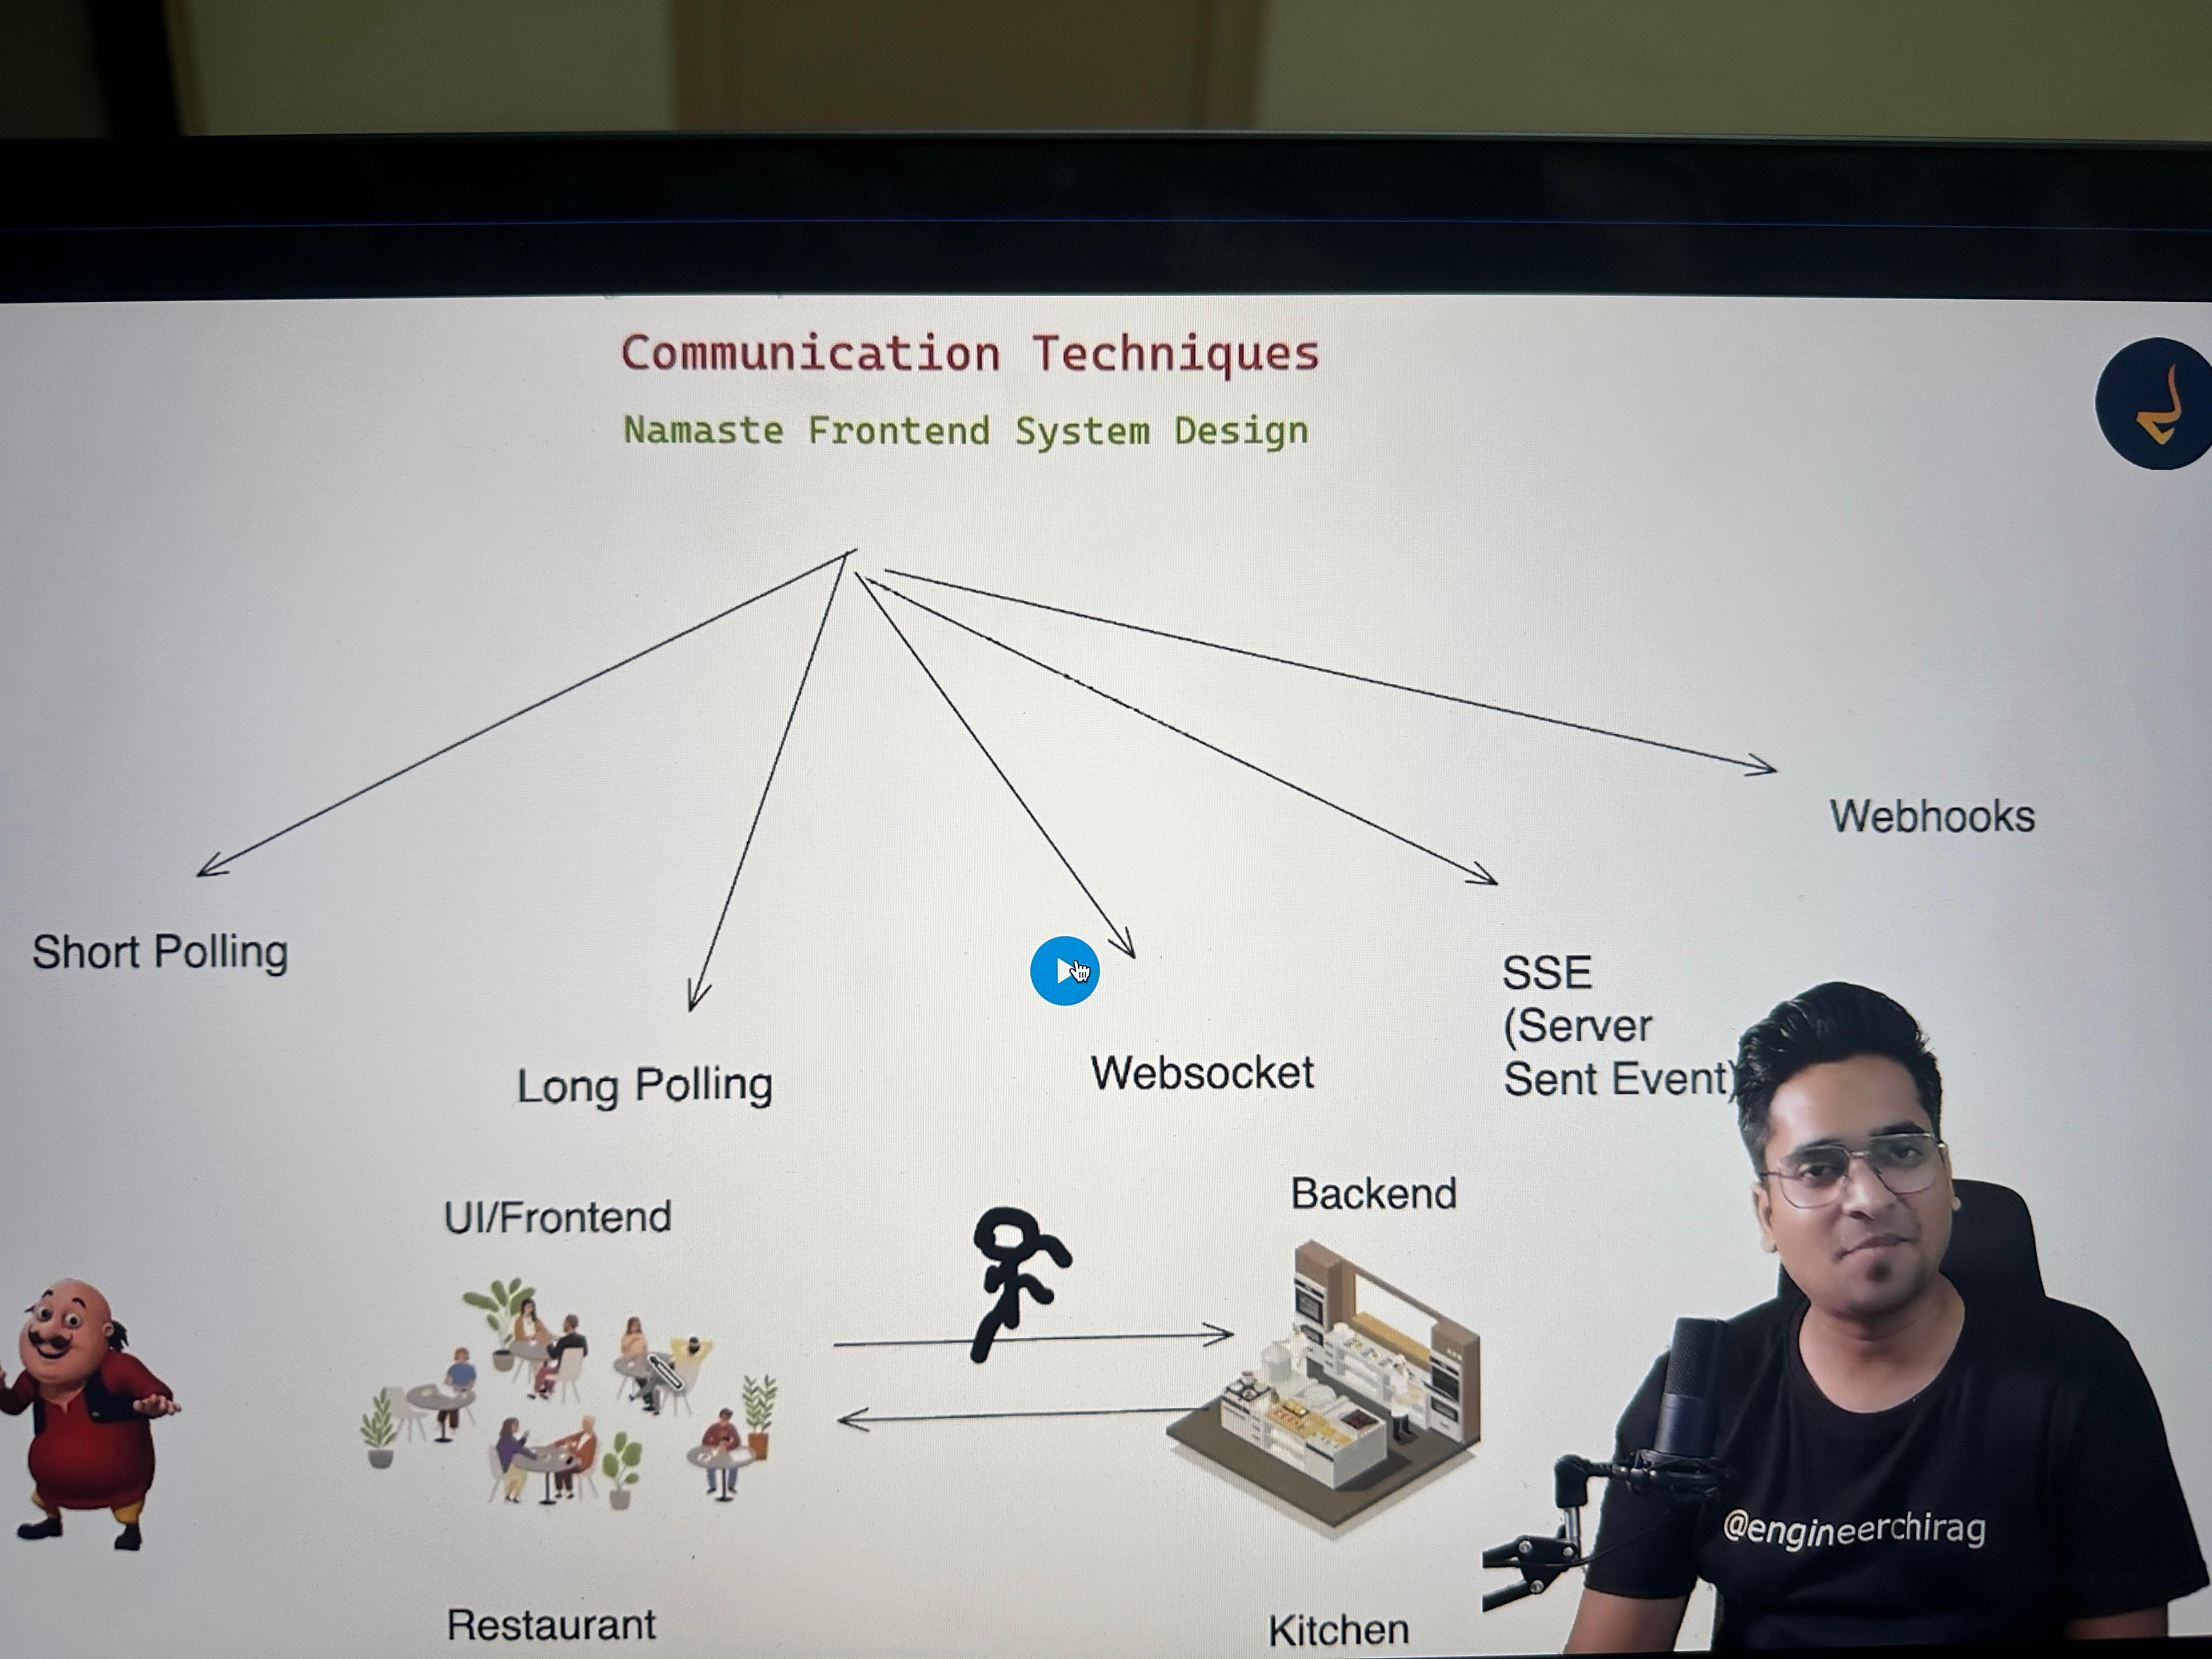 Communication Techniques
Namaste Frontend System Design
Webhooks
Short Polling
SSE
(Server
Sent Event)
Long Polling
Websocket
UI/Frontend
Backend
@engineerchirag
Restaurant
Kitchen